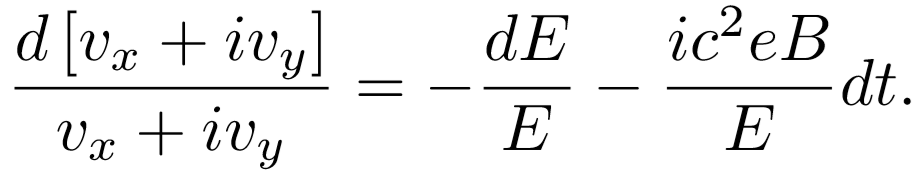 \frac{d\left[v_x + iv_y\right]}{v_x + iv_y} = -\frac{dE}{E} - \frac{ic^2eB}{E}dt.